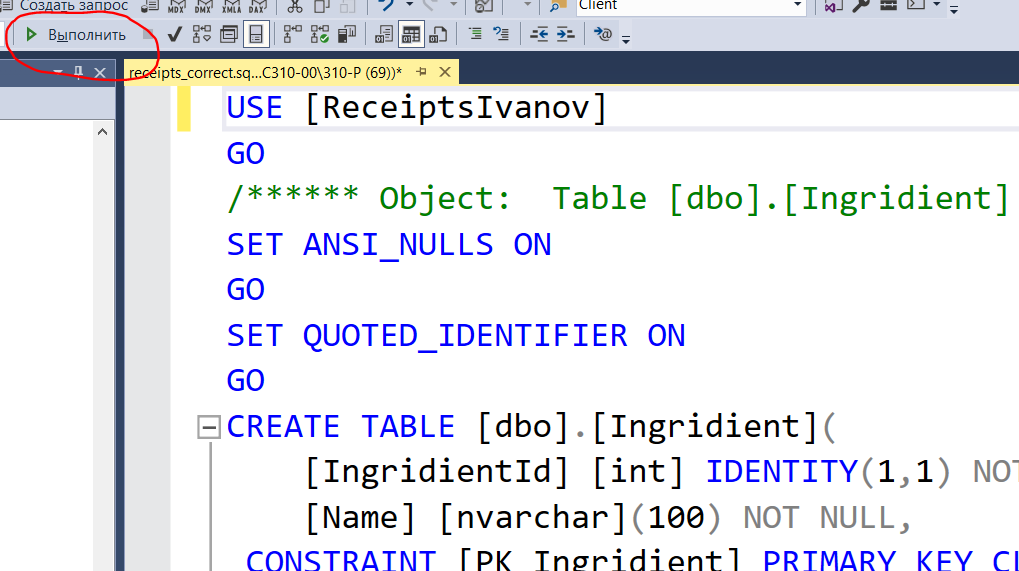 Создать запрос MDX DMX XMLA DAX Client
Выполнить
receipts_correct.sq...C310-00\310-P (69))*
USE [ReceiptsIvanov]
GO
/****** Object:  Table [dbo].[Ingridient]
SET ANSI_NULLS ON
GO
SET QUOTED_IDENTIFIER ON
GO
CREATE TABLE [dbo].[Ingridient](
[IngridientId] [int] IDENTITY(1,1) NOT
[Name] [nvarchar](100) NOT NULL,
CONSTRAINT [PK_Ingridient] PRIMARY KEY CL